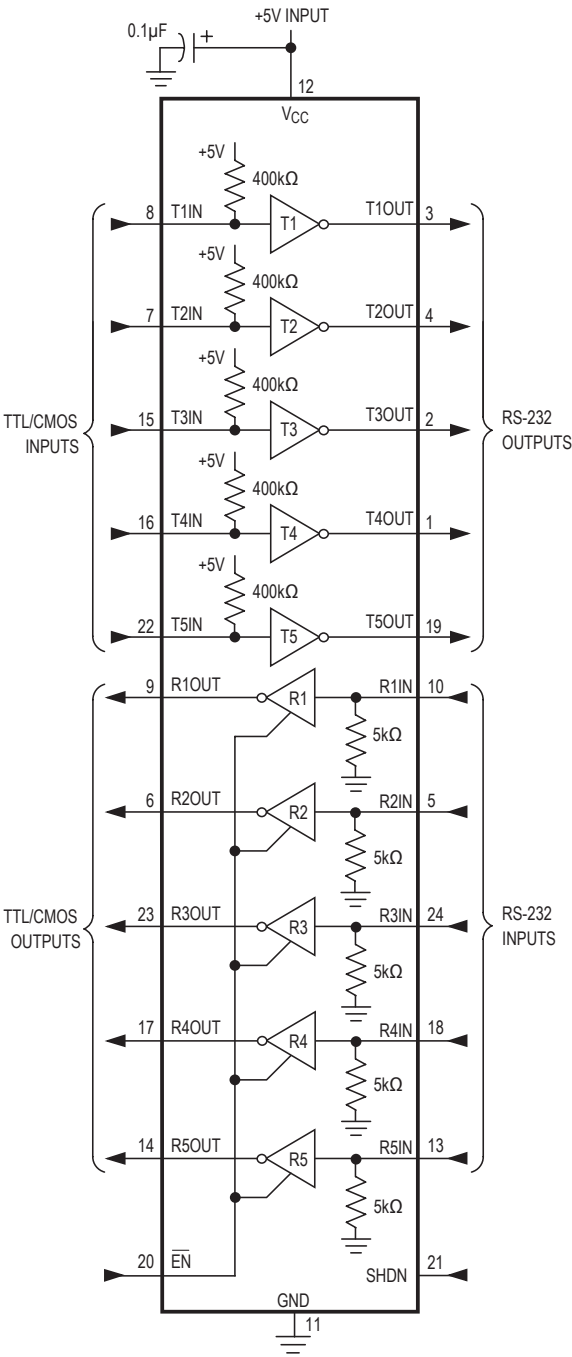 +5V INPUT
0.1µF +
12
VCC
+5V
400kΩ
8 T1IN T1 T1OUT 3
+5V
400kΩ
7 T2IN T2 T2OUT 4
+5V
400kΩ
TTL/CMOS
INPUTS
15 T3IN T3 T3OUT 2
RS-232
OUTPUTS
+5V
400kΩ
16 T4IN T4 T4OUT 1
+5V
400kΩ
22 T5IN T5 T5OUT 19
9 R1OUT R1 R1IN 10
5kΩ
6 R2OUT R2 R2IN 5
5kΩ
TTL/CMOS
OUTPUTS
23 R3OUT R3 R3IN 24
RS-232
INPUTS
5kΩ
17 R4OUT R4 R4IN 18
5kΩ
14 R5OUT R5 R5IN 13
5kΩ
20 E̅N̅ SHDN 21
GND
11